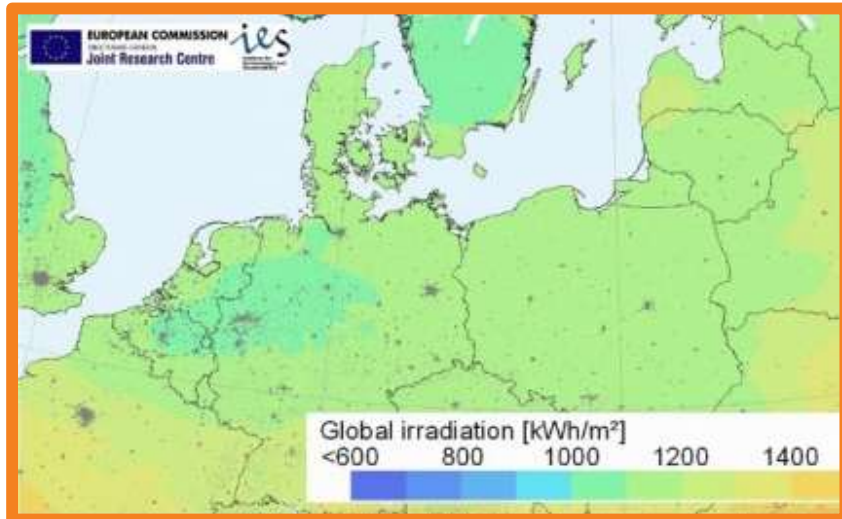 EUROPEAN COMMISSION
Joint Research Centre
ies
Global irradiation [kWh/m²]
<600 800 1000 1200 1400